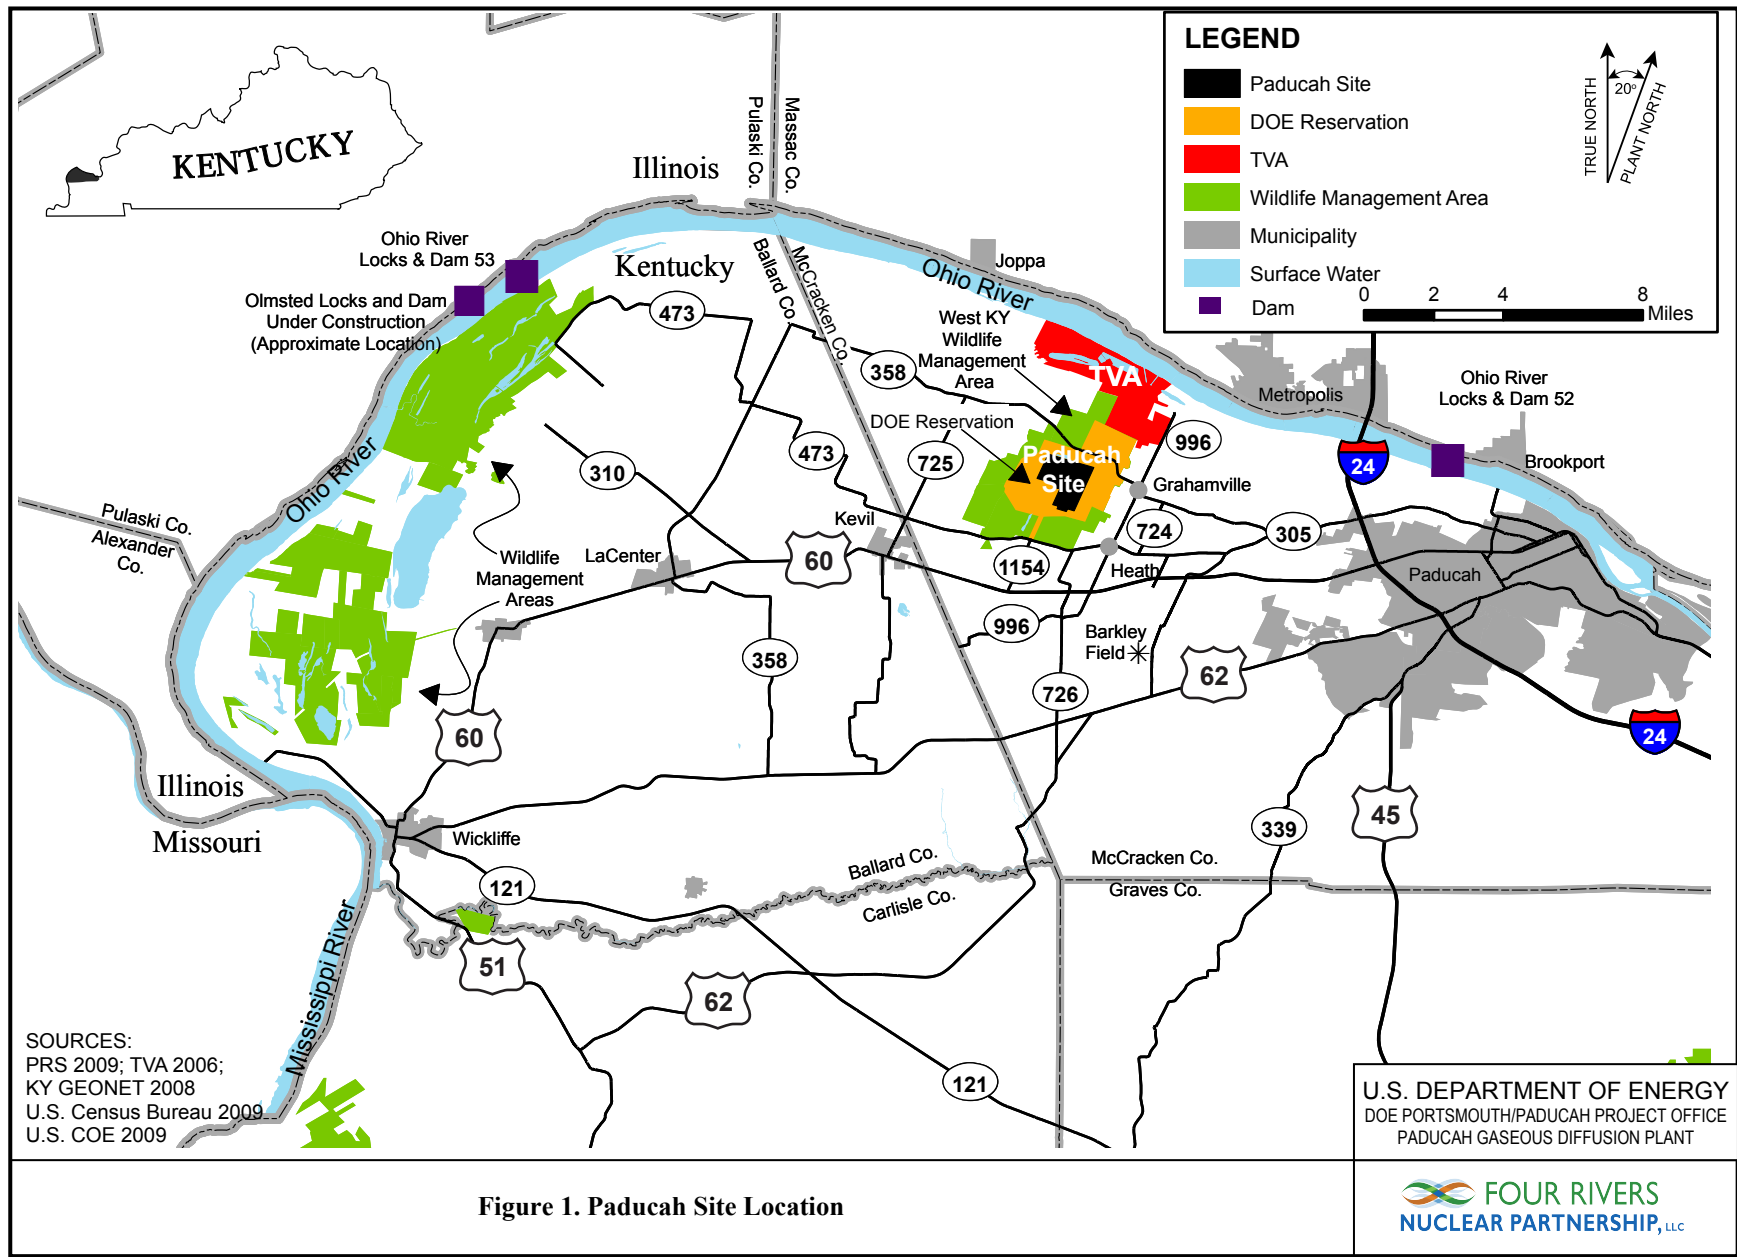 LEGEND
Paducah Site
DOE Reservation
TVA
Wildlife Management Area
Municipality
Surface Water
Dam
0 2 4 8
Miles
TRUE NORTH
20°
PLANT NORTH
KENTUCKY
Illinois
Pulaski Co.
Massac Co.
Ohio River
Locks & Dam 53
Olmsted Locks and Dam
Under Construction
(Approximate Location)
Kentucky
Ballard Co.
McCracken Co.
473
Ohio River
Joppa
West KY
Wildlife
Management
Area
358
TVA
DOE Reservation
Metropolis
Ohio River
Locks & Dam 52
Brookport
24
996
725
473
310
Paducah
Site
Grahamville
Ohio River
Pulaski Co.
Alexander
Co.
Wildlife
Management
Areas
LaCenter
Kevil
60
724
305
1154
Heath
Paducah
996
Barkley
Field
358
726
62
60
24
Illinois
Missouri
Wickliffe
45
339
121
Ballard Co.
Carlisle Co.
McCracken Co.
Graves Co.
51
62
121
Mississippi River
SOURCES:
PRS 2009; TVA 2006;
KY GEONET 2008
U.S. Census Bureau 2009
U.S. COE 2009
U.S. DEPARTMENT OF ENERGY
DOE PORTSMOUTH/PADUCAH PROJECT OFFICE
PADUCAH GASEOUS DIFFUSION PLANT
Figure 1. Paducah Site Location
FOUR RIVERS
NUCLEAR PARTNERSHIP, LLC